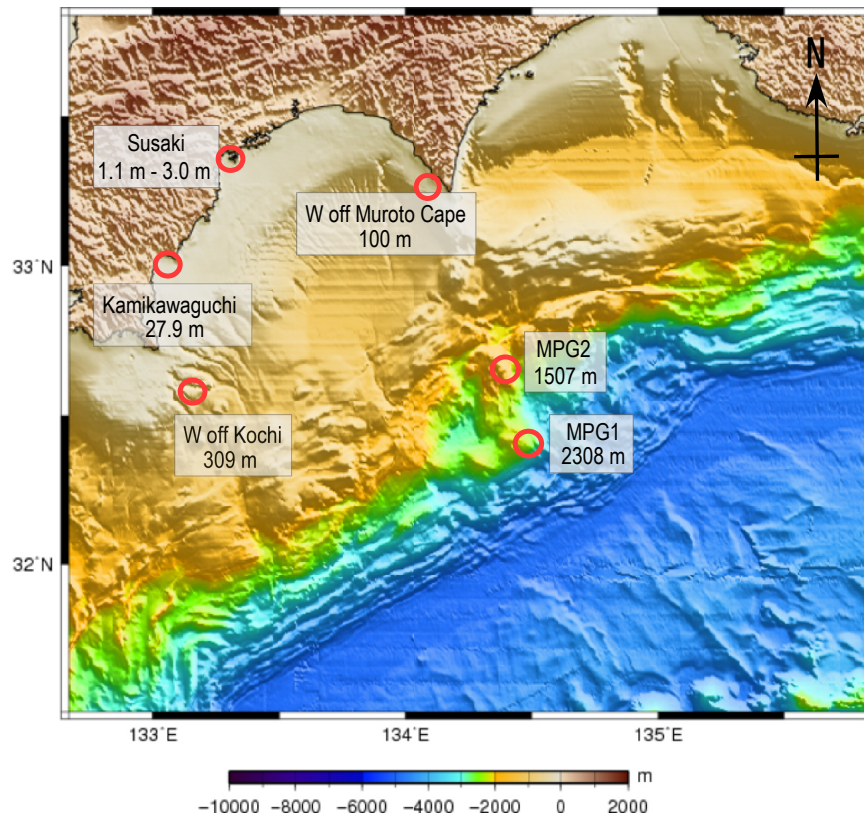 N
Susaki
1.1 m - 3.0 m
W off Muroto Cape
100 m
33°N
Kamikawaguchi
27.9 m
MPG2
1507 m
W off Kochi
309 m
MPG1
2308 m
32°N
133°E
134°E
135°E
m
−10000 −8000 −6000 −4000 −2000 0 2000